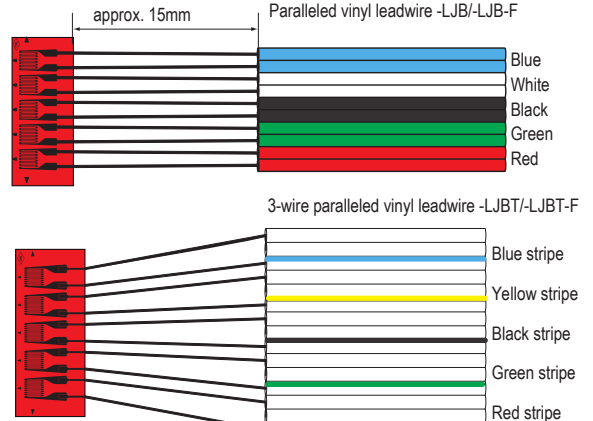 approx. 15mm
Paralleled vinyl leadwire -LJB/-LJB-F
Blue
White
Black
Green
Red
3-wire paralleled vinyl leadwire -LJBT/-LJBT-F
Blue stripe
Yellow stripe
Black stripe
Green stripe
Red stripe